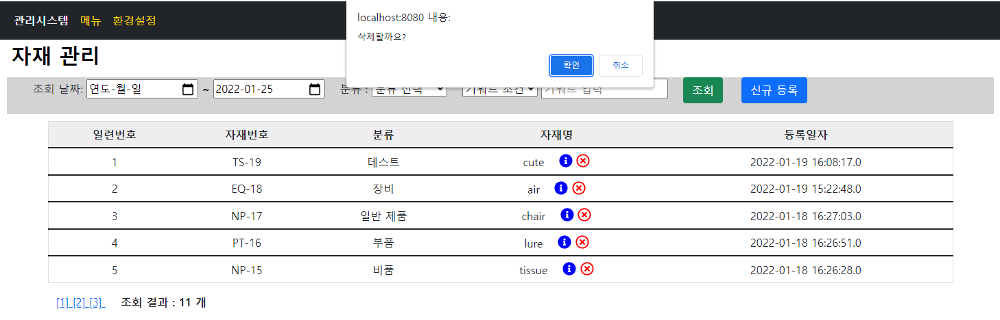 관리시스템 메뉴 환경설정
localhost:8080 내용:
삭제할까요?
확인 취소
자재 관리
조회 날짜: 연도-월-일 ~ 2022-01-25 분류 : 분류 선택 키워드 조건 키워드 입력 조회 신규 등록
일련번호 자재번호 분류 자재명 등록일자
1 TS-19 테스트 cute 2022-01-19 16:08:17.0
2 EQ-18 장비 air 2022-01-19 15:22:48.0
3 NP-17 일반 제품 chair 2022-01-18 16:27:03.0
4 PT-16 부품 lure 2022-01-18 16:26:51.0
5 NP-15 비품 tissue 2022-01-18 16:26:28.0
[1] [2] [3] 조회 결과 : 11 개